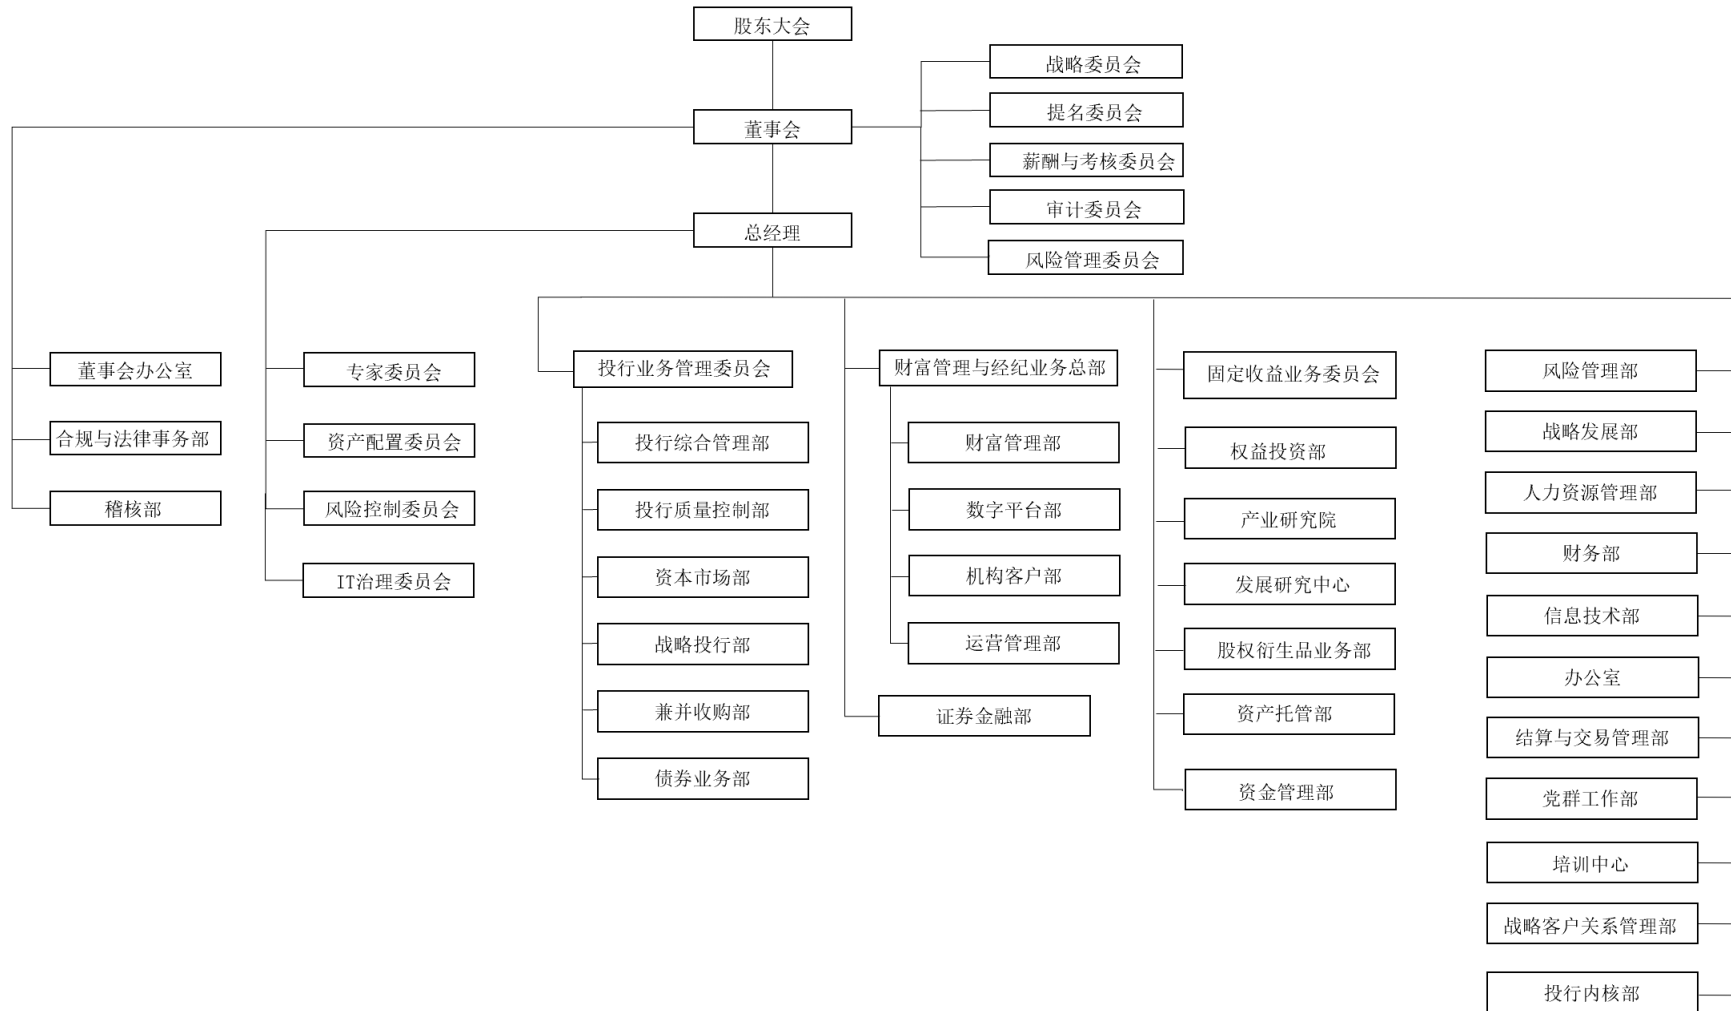 股东大会
董事会
总经理
战略委员会
提名委员会
薪酬与考核委员会
审计委员会
风险管理委员会
董事会办公室
合规与法律事务部
稽核部
专家委员会
资产配置委员会
风险控制委员会
IT治理委员会
投行业务管理委员会
投行综合管理部
投行质量控制部
资本市场部
战略投行部
兼并收购部
债券业务部
财富管理与经纪业务总部
财富管理部
数字平台部
机构客户部
运营管理部
证券金融部
固定收益业务委员会
权益投资部
产业研究院
发展研究中心
股权衍生品业务部
资产托管部
资金管理部
风险管理部
战略发展部
人力资源管理部
财务部
信息技术部
办公室
结算与交易管理部
党群工作部
培训中心
战略客户关系管理部
投行内核部